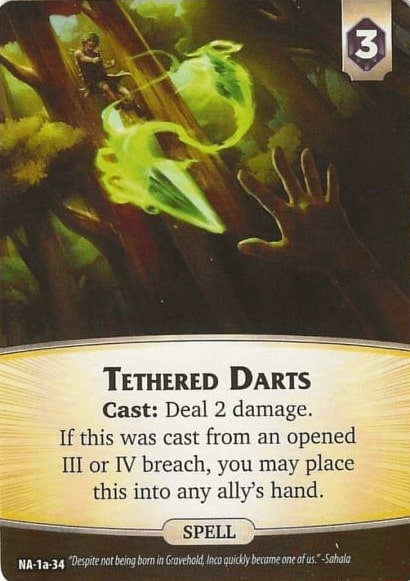 3
TETHERED DARTS
Cast: Deal 2 damage.
If this was cast from an opened
III or IV breach, you may place
this into any ally's hand.
SPELL
NA-1a-34 "Despite not being born in Gravehold, Inco quickly became one of us." -Sahala